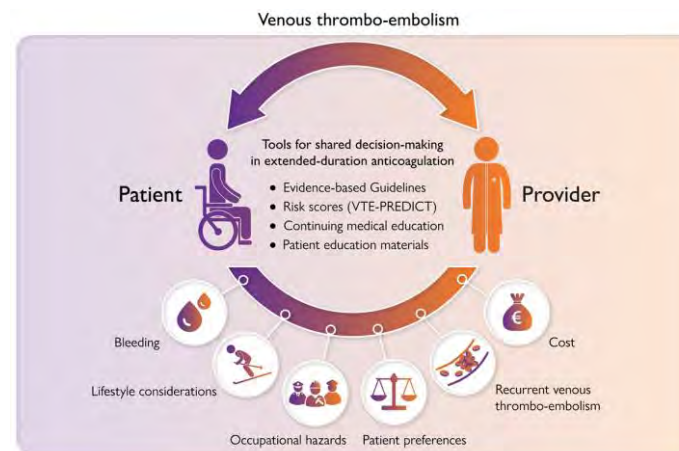 Venous thrombo-embolism
Tools for shared decision-making
in extended-duration anticoagulation
Patient
• Evidence-based Guidelines
• Risk scores (VTE-PREDICT)
• Continuing medical education
• Patient education materials
Provider
Bleeding
Lifestyle considerations
Occupational hazards
Patient preferences
Recurrent venous
thrombo-embolism
€
Cost